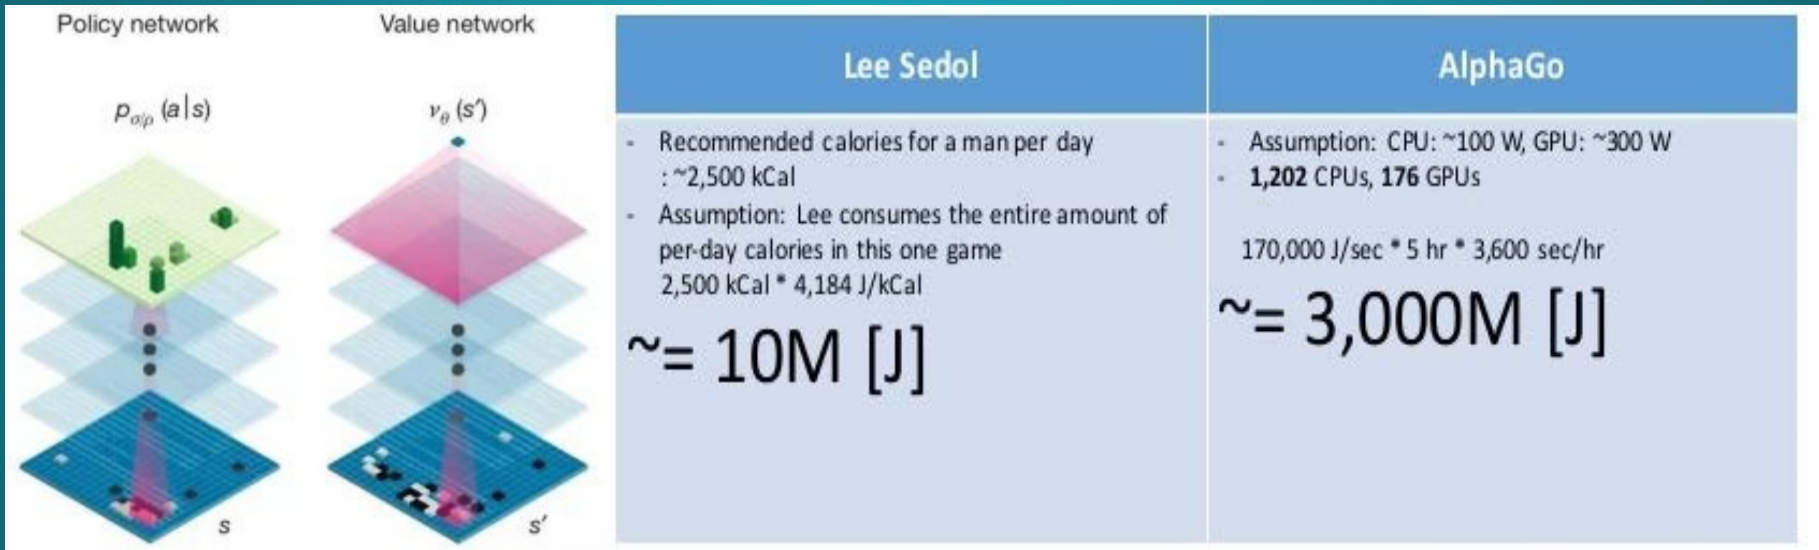 Policy network
Value network
pσ/ρ (a|s)
νθ (s′)
s
s′
Lee Sedol
- Recommended calories for a man per day
: ~2,500 kCal
- Assumption: Lee consumes the entire amount of
per-day calories in this one game
2,500 kCal * 4,184 J/kCal
~= 10M [J]
AlphaGo
- Assumption: CPU: ~100 W, GPU: ~300 W
- 1,202 CPUs, 176 GPUs
170,000 J/sec * 5 hr * 3,600 sec/hr
~= 3,000M [J]